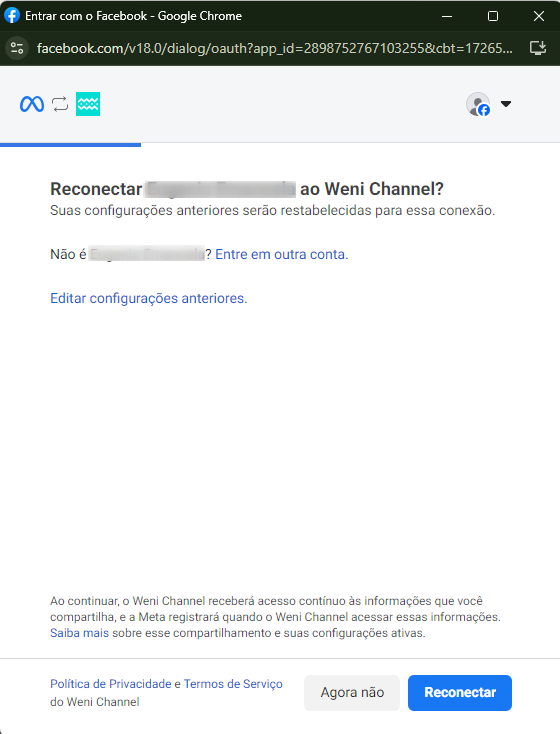 Entrar com o Facebook - Google Chrome
facebook.com/v18.0/dialog/oauth?app_id=2898752767103255&cbt=17265...
Reconectar ao Weni Channel?
Suas configurações anteriores serão restabelecidas para essa conexão.
Não é ? Entre em outra conta.
Editar configurações anteriores.
Ao continuar, o Weni Channel receberá acesso contínuo às informações que você
compartilha, e a Meta registrará quando o Weni Channel acessar essas informações.
Saiba mais sobre esse compartilhamento e suas configurações ativas.
Política de Privacidade e Termos de Serviço
do Weni Channel
Agora não
Reconectar